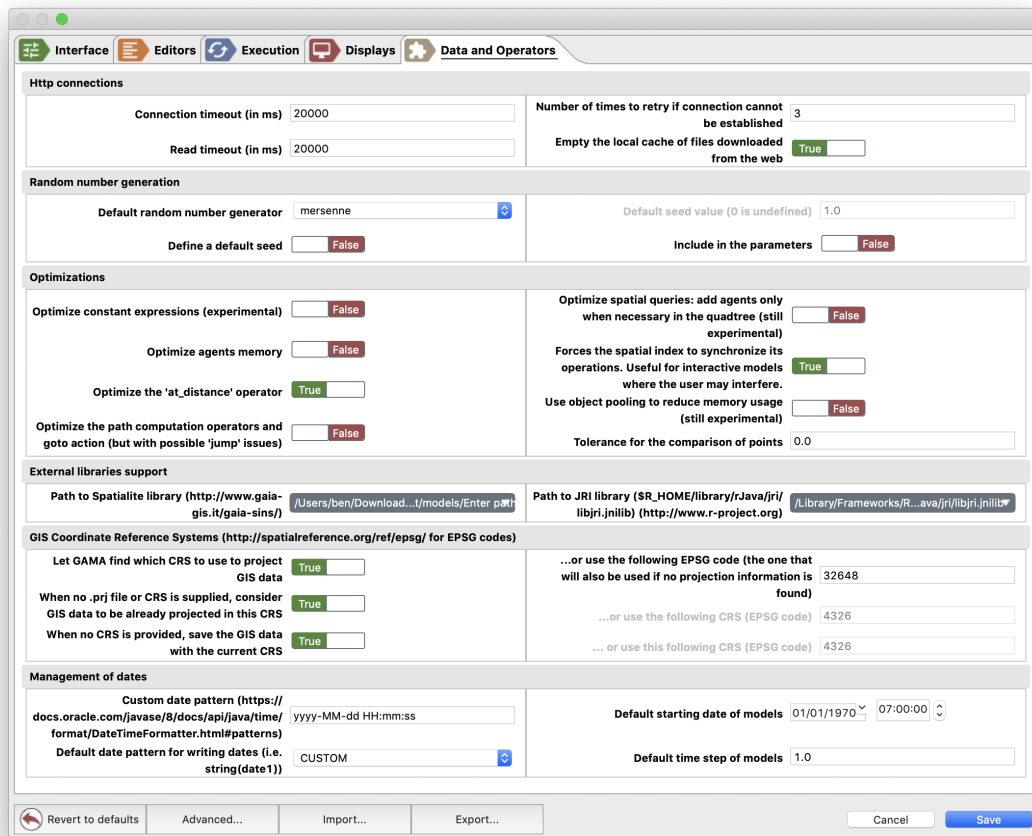 Interface
Editors
Execution
Displays
Data and Operators
Http connections
Connection timeout (in ms)
20000
Number of times to retry if connection cannot
be established
3
Read timeout (in ms)
20000
Empty the local cache of files downloaded
from the web
True
Random number generation
Default random number generator
mersenne
Default seed value (0 is undefined)
1.0
Define a default seed
False
Include in the parameters
False
Optimizations
Optimize constant expressions (experimental)
False
Optimize spatial queries: add agents only
when necessary in the quadtree (still
experimental)
False
Optimize agents memory
False
Forces the spatial index to synchronize its
operations. Useful for interactive models
where the user may interfere.
True
Optimize the 'at_distance' operator
True
Use object pooling to reduce memory usage
(still experimental)
False
Optimize the path computation operators and
goto action (but with possible 'jump' issues)
False
Tolerance for the comparison of points
0.0
External libraries support
Path to Spatialite library (http://www.gaia-
gis.it/gaia-sins/)
/Users/ben/Download...t/models/Enter path
Path to JRI library ($R_HOME/library/rJava/jri/
libjri.jnilib) (http://www.r-project.org)
/Library/Frameworks/R...ava/jri/libjri.jnilib
GIS Coordinate Reference Systems (http://spatialreference.org/ref/epsg/ for EPSG codes)
Let GAMA find which CRS to use to project
GIS data
True
...or use the following EPSG code (the one that
will also be used if no projection information is
found)
32648
When no .prj file or CRS is supplied, consider
GIS data to be already projected in this CRS
True
...or use the following CRS (EPSG code)
4326
When no CRS is provided, save the GIS data
with the current CRS
True
... or use this following CRS (EPSG code)
4326
Management of dates
Custom date pattern (https://
docs.oracle.com/javase/8/docs/api/java/time/
format/DateTimeFormatter.html#patterns)
yyyy-MM-dd HH:mm:ss
Default starting date of models
01/01/1970
07:00:00
Default date pattern for writing dates (i.e.
string(date1))
CUSTOM
Default time step of models
1.0
Revert to defaults
Advanced...
Import...
Export...
Cancel
Save